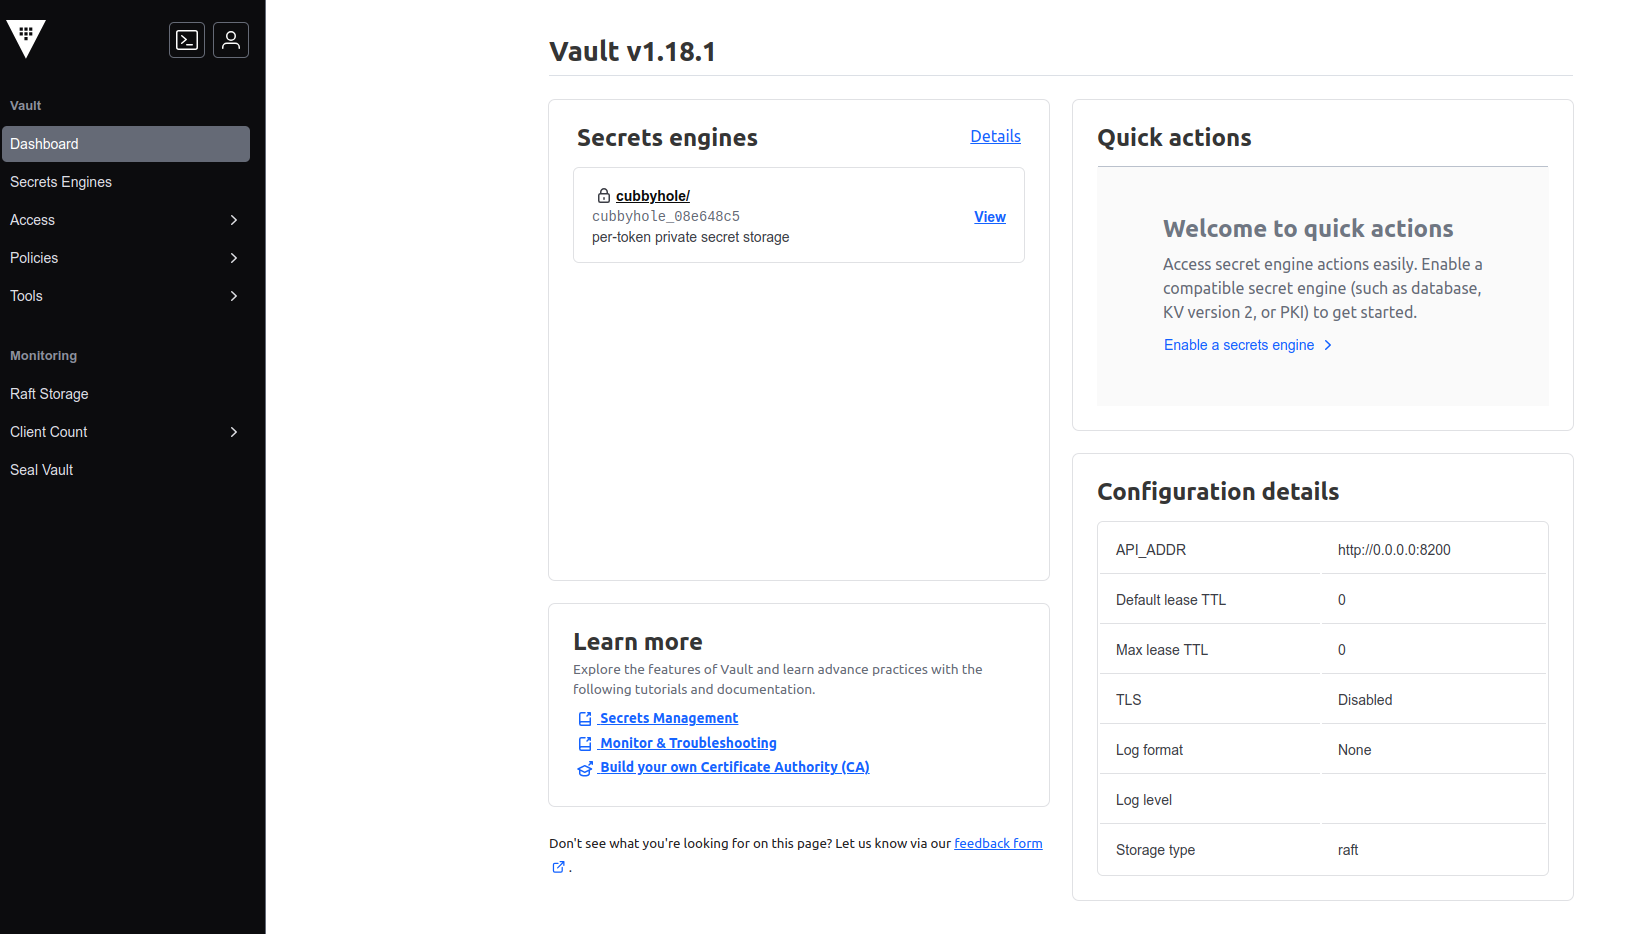 Vault
Dashboard
Secrets Engines
Access
Policies
Tools
Monitoring
Raft Storage
Client Count
Seal Vault
Vault v1.18.1
Secrets engines
Details
cubbyhole/
cubbyhole_08e648c5
View
per-token private secret storage
Learn more
Explore the features of Vault and learn advance practices with the
following tutorials and documentation.
Secrets Management
Monitor & Troubleshooting
Build your own Certificate Authority (CA)
Don't see what you're looking for on this page? Let us know via our feedback form
.
Quick actions
Welcome to quick actions
Access secret engine actions easily. Enable a
compatible secret engine (such as database,
KV version 2, or PKI) to get started.
Enable a secrets engine
Configuration details
API_ADDR http://0.0.0.0:8200
Default lease TTL 0
Max lease TTL 0
TLS Disabled
Log format None
Log level
Storage type raft